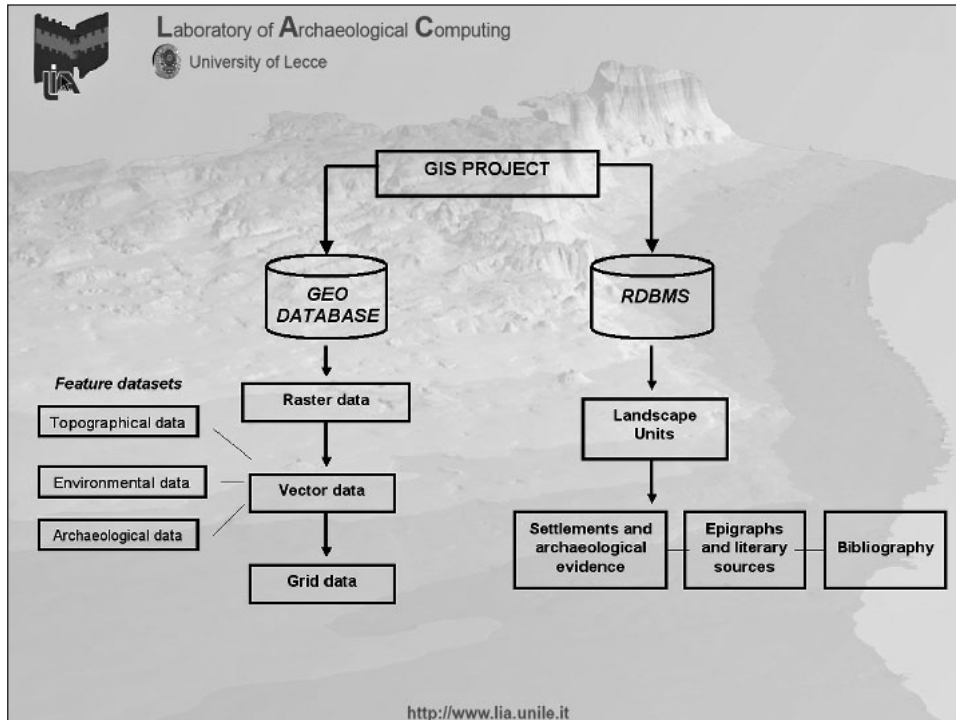 LIA
Laboratory of Archaeological Computing
University of Lecce
GIS PROJECT
GEO
DATABASE
RDBMS
Feature datasets
Topographical data
Environmental data
Archaeological data
Raster data
Vector data
Grid data
Landscape
Units
Settlements and
archaeological
evidence
Epigraphs
and literary
sources
Bibliography
http://www.lia.unile.it